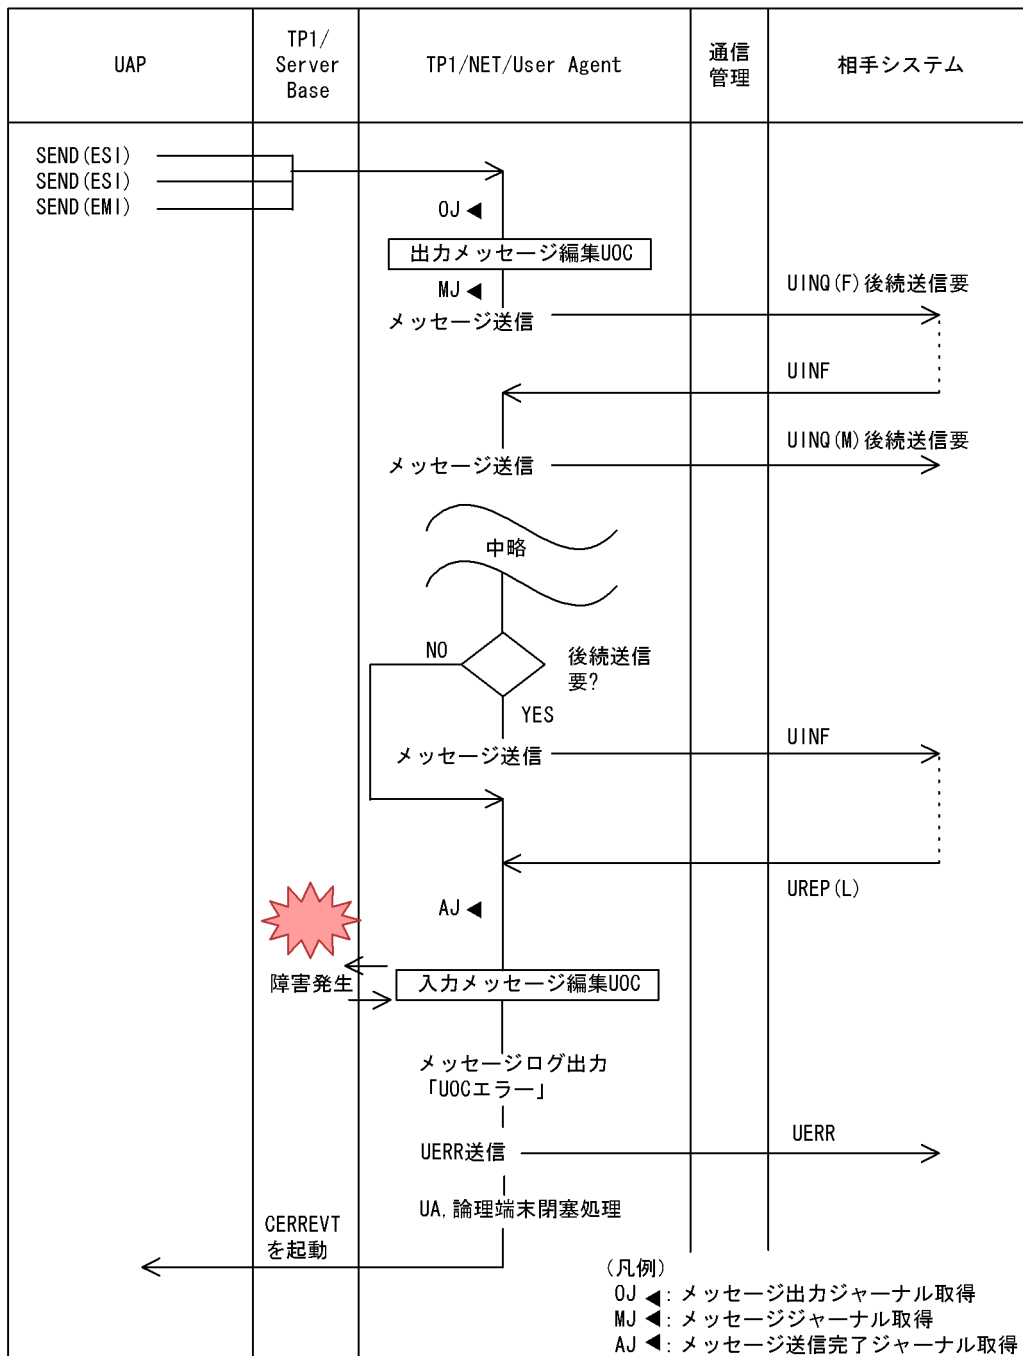 UAP
TP1/
Server
Base
TP1/NET/User Agent
通信
管理
相手システム
SEND(ESI)
SEND(ESI)
SEND(EMI)
OJ
出力メッセージ編集UOC
MJ
UINQ(F)後続送信要
メッセージ送信
UINF
UINQ(M)後続送信要
メッセージ送信
中略
NO
後続送信
要?
YES
UINF
メッセージ送信
UREP(L)
AJ
障害発生
入力メッセージ編集UOC
メッセージログ出力
「UOCエラー」
UERR
UERR送信
UA,論理端末閉塞処理
CERREVT
を起動
(凡例)
OJ ◀: メッセージ出力ジャーナル取得
MJ ◀: メッセージジャーナル取得
AJ ◀: メッセージ送信完了ジャーナル取得